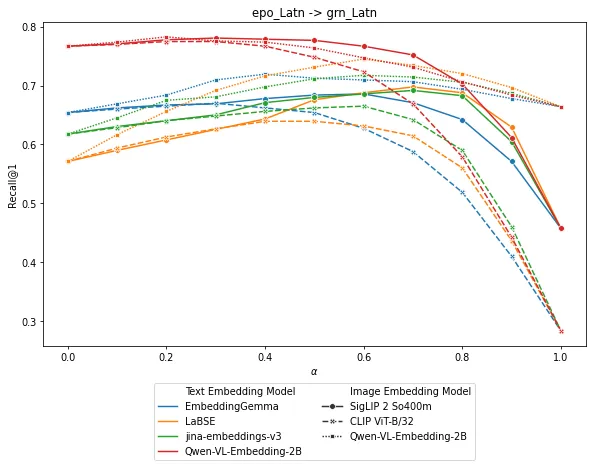 epo_Latn -> grn_Latn
Recall@1
0.8
0.7
0.6
0.5
0.4
0.3
0.0
0.2
0.4
0.6
0.8
1.0
α
Text Embedding Model
EmbeddingGemma
LaBSE
jina-embeddings-v3
Qwen-VL-Embedding-2B
Image Embedding Model
SigLIP 2 So400m
CLIP ViT-B/32
Qwen-VL-Embedding-2B